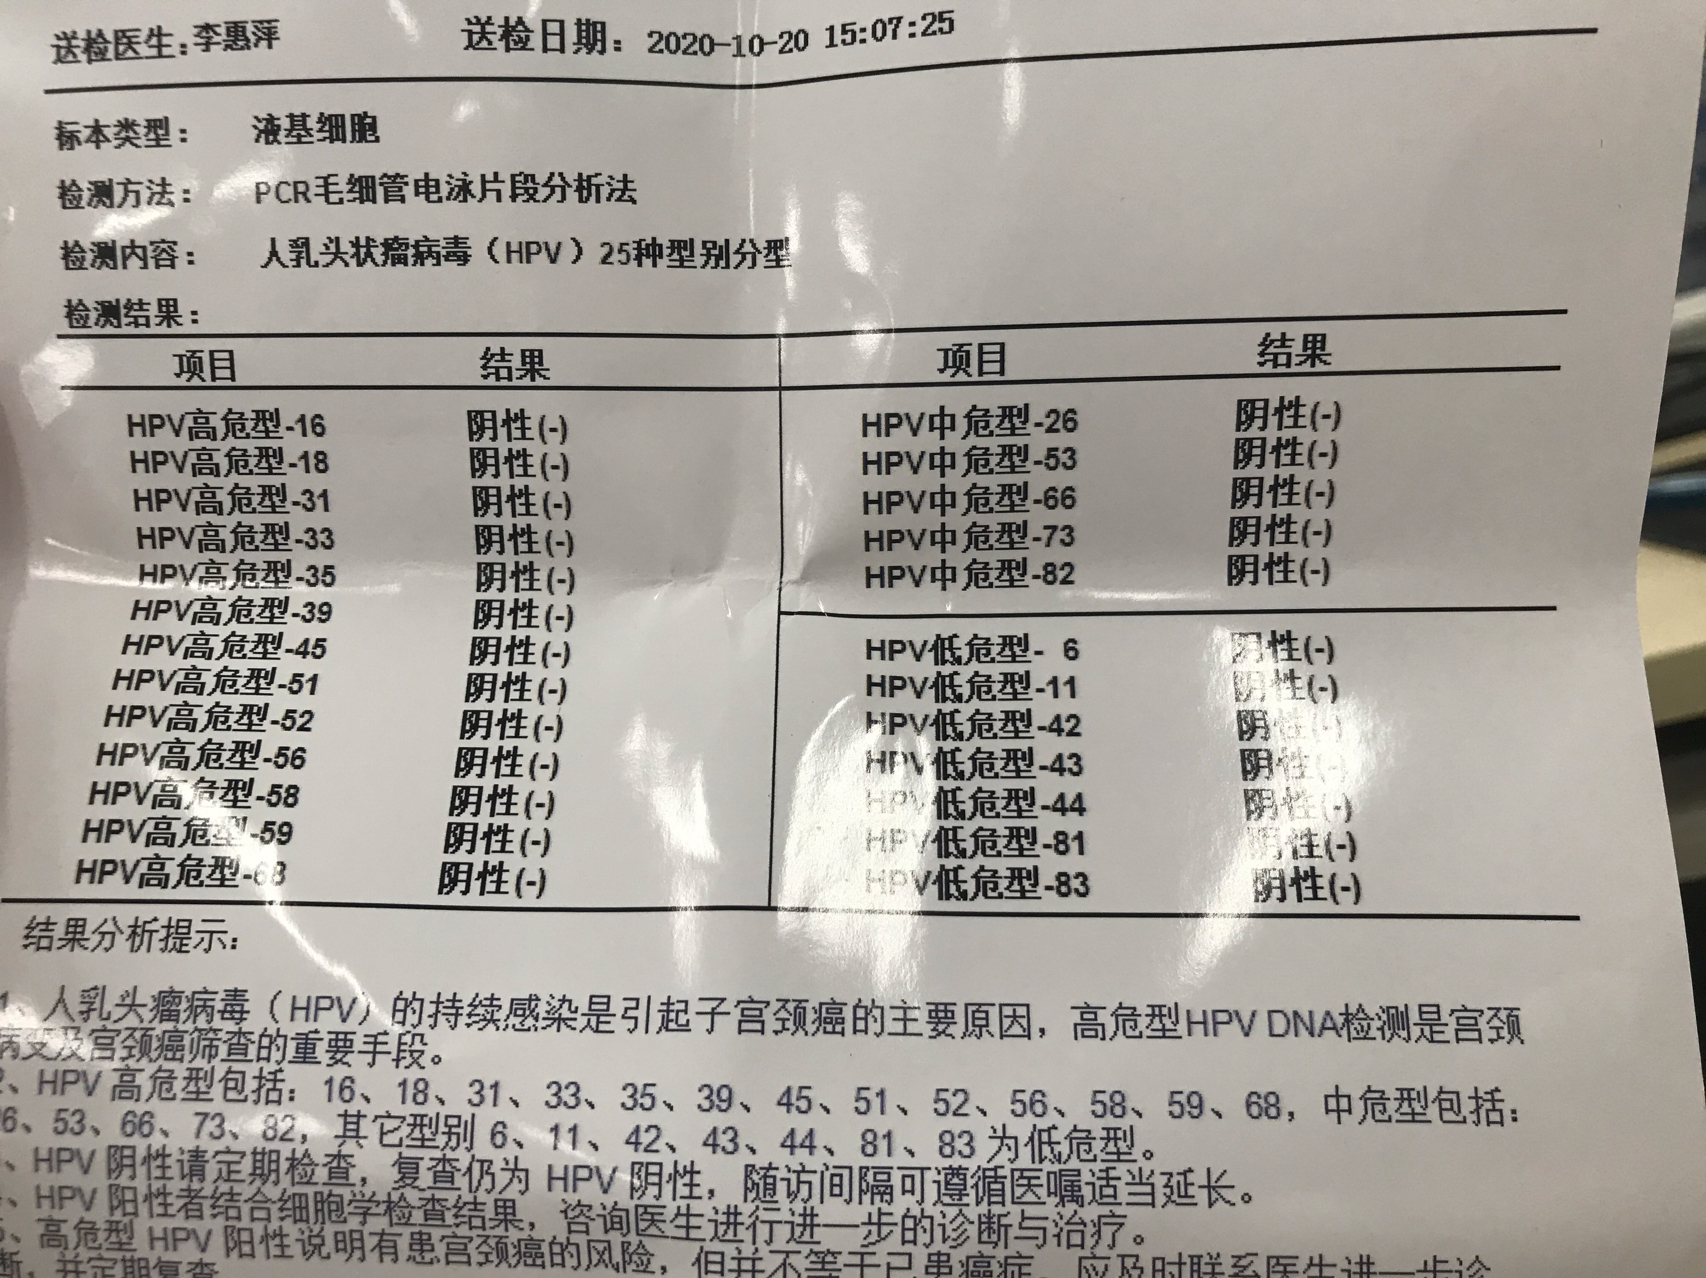 送检医生:李惠萍 送检日期: 2020-10-20 15:07:25
标本类型: 液基细胞
检测方法: PCR毛细管电泳片段分析法
检测内容: 人乳头状瘤病毒（HPV）25种型别分型
检测结果:
项目 结果 项目 结果
HPV高危型-16 阴性(-) HPV中危型-26 阴性(-)
HPV高危型-18 阴性(-) HPV中危型-53 阴性(-)
HPV高危型-31 阴性(-) HPV中危型-66 阴性(-)
HPV高危型-33 阴性(-) HPV中危型-73 阴性(-)
HPV高危型-35 阴性(-) HPV中危型-82 阴性(-)
HPV高危型-39 阴性(-)
HPV高危型-45 阴性(-) HPV低危型- 6 阴性(-)
HPV高危型-51 阴性(-) HPV低危型-11 阴性(-)
HPV高危型-52 阴性(-) HPV低危型-42 阴性(-)
HPV高危型-56 阴性(-) HPV低危型-43 阴性(-)
HPV高危型-58 阴性(-) HPV低危型-44 阴性(-)
HPV高危型-59 阴性(-) HPV低危型-81 阴性(-)
HPV高危型-68 阴性(-) HPV低危型-83 阴性(-)
结果分析提示:
1、人乳头瘤病毒（HPV）的持续感染是引起子宫颈癌的主要原因，高危型HPV DNA检测是宫颈
病变及宫颈癌筛查的重要手段。
2、HPV 高危型包括: 16、18、31、33、35、39、45、51、52、56、58、59、68，中危型包括:
26、53、66、73、82，其它型别 6、11、42、43、44、81、83 为低危型。
、HPV 阴性请定期检查，复查仍为 HPV 阴性，随访间隔可遵循医嘱适当延长。
、HPV 阳性者结合细胞学检查结果，咨询医生进行进一步的诊断与治疗。
5、高危型 HPV 阳性说明有患宫颈癌的风险，但并不等于已患癌症，应及时联系医生进一步诊
断，并定期复查